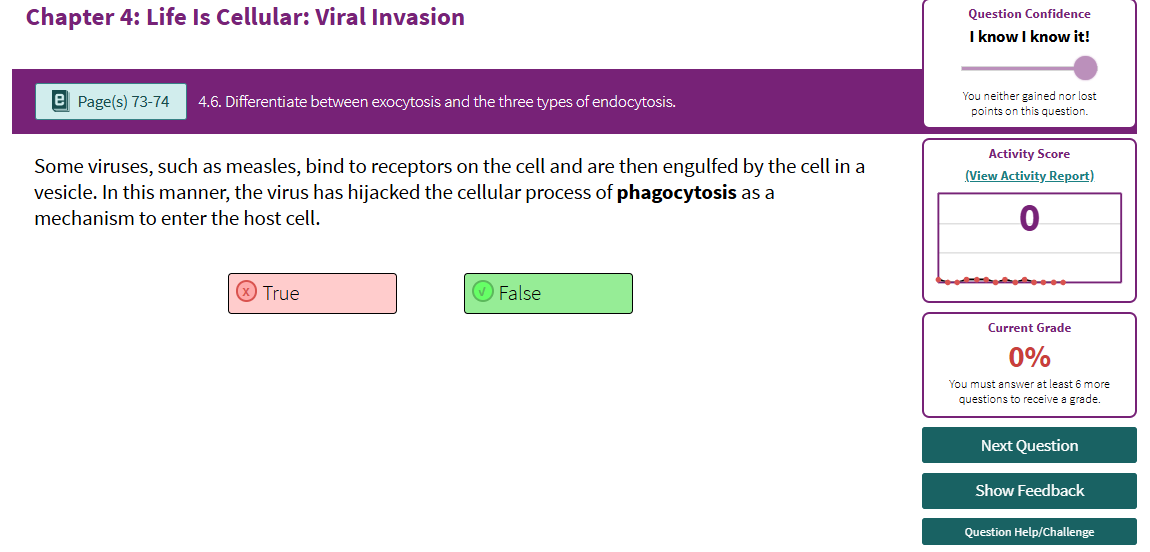 Chapter 4: Life Is Cellular: Viral Invasion
Page(s) 73-74
4.6. Differentiate between exocytosis and the three types of endocytosis.
Some viruses, such as measles, bind to receptors on the cell and are then engulfed by the cell in a
vesicle. In this manner, the virus has hijacked the cellular process of phagocytosis as a
mechanism to enter the host cell.
x True
✓ False
Question Confidence
I know I know it!
You neither gained nor lost
points on this question.
Activity Score
(View Activity Report)
0
Current Grade
0%
You must answer at least 6 more
questions to receive a grade.
Next Question
Show Feedback
Question Help/Challenge